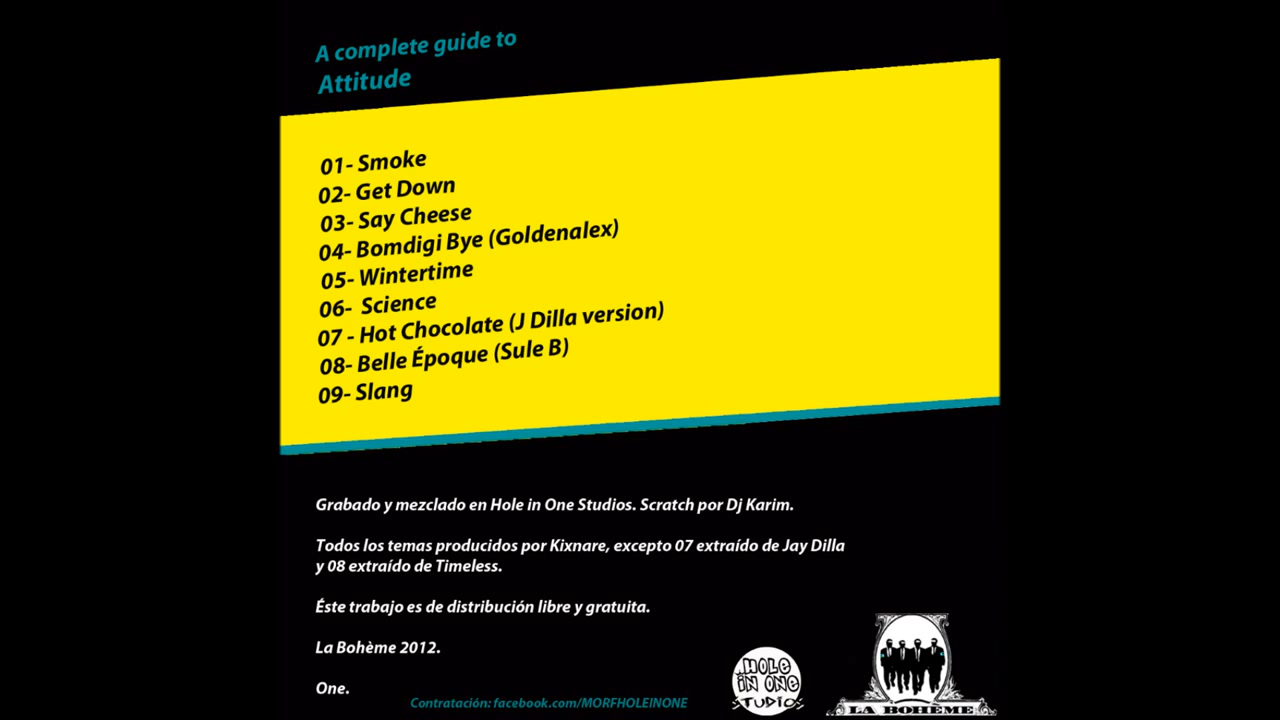 A complete guide to
Attitude
01- Smoke
02- Get Down
03- Say Cheese
04- Bomdigi Bye (Goldenalex)
05- Wintertime
06- Science
07 - Hot Chocolate (J Dilla version)
08- Belle Époque (Sule B)
09- Slang
Grabado y mezclado en Hole in One Studios. Scratch por Dj Karim.
Todos los temas producidos por Kixnare, excepto 07 extraído de Jay Dilla
y 08 extraído de Timeless.
Éste trabajo es de distribución libre y gratuita.
La Bohème 2012.
One.
Contratación: facebook.com/MORFHOLEINONE
HOLE
IN ONE
STUDIOS
LA BOHÈME